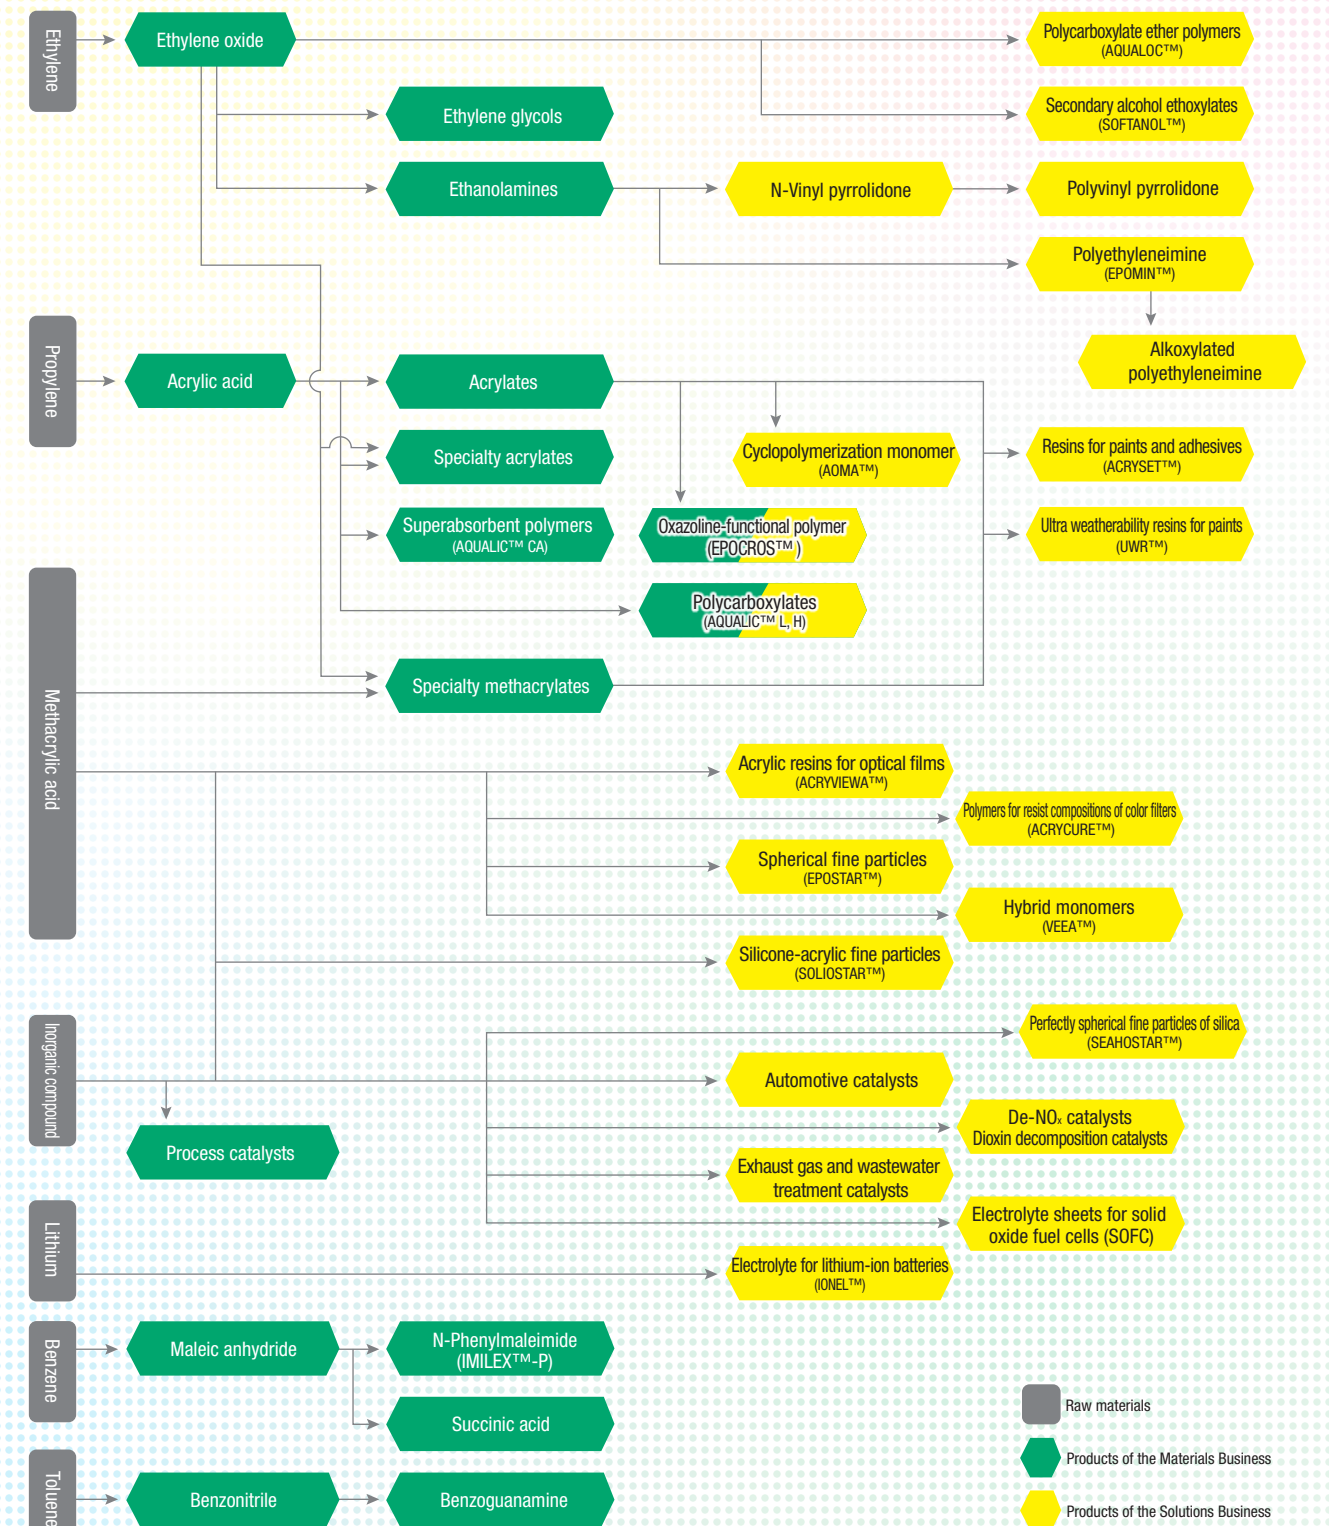 Ethylene
Ethylene oxide
Polycarboxylate ether polymers
(AQUALOC™)
Ethylene glycols
Secondary alcohol ethoxylates
(SOFTANOL™)
Ethanolamines
N-Vinyl pyrrolidone
Polyvinyl pyrrolidone
Polyethyleneimine
(EPOMIN™)
Alkoxylated
polyethyleneimine
Propylene
Acrylic acid
Acrylates
Specialty acrylates
Cyclopolymerization monomer
(AOMA™)
Resins for paints and adhesives
(ACRYSET™)
Superabsorbent polymers
(AQUALIC™ CA)
Oxazoline-functional polymer
(EPOCROS™ )
Ultra weatherability resins for paints
(UWR™)
Polycarboxylates
(AQUALIC™ L, H)
Methacrylic acid
Specialty methacrylates
Acrylic resins for optical films
(ACRYVIEWA™)
Polymers for resist compositions of color filters
(ACRYCURE™)
Spherical fine particles
(EPOSTAR™)
Hybrid monomers
(VEEA™)
Silicone-acrylic fine particles
(SOLIOSTAR™)
Inorganic compound
Perfectly spherical fine particles of silica
(SEAHOSTAR™)
Automotive catalysts
Process catalysts
De-NOx catalysts
Dioxin decomposition catalysts
Exhaust gas and wastewater
treatment catalysts
Electrolyte sheets for solid
oxide fuel cells (SOFC)
Lithium
Electrolyte for lithium-ion batteries
(IONEL™)
Benzene
Maleic anhydride
N-Phenylmaleimide
(IMILEX™-P)
Succinic acid
Toluene
Benzonitrile
Benzoguanamine
Raw materials
Products of the Materials Business
Products of the Solutions Business